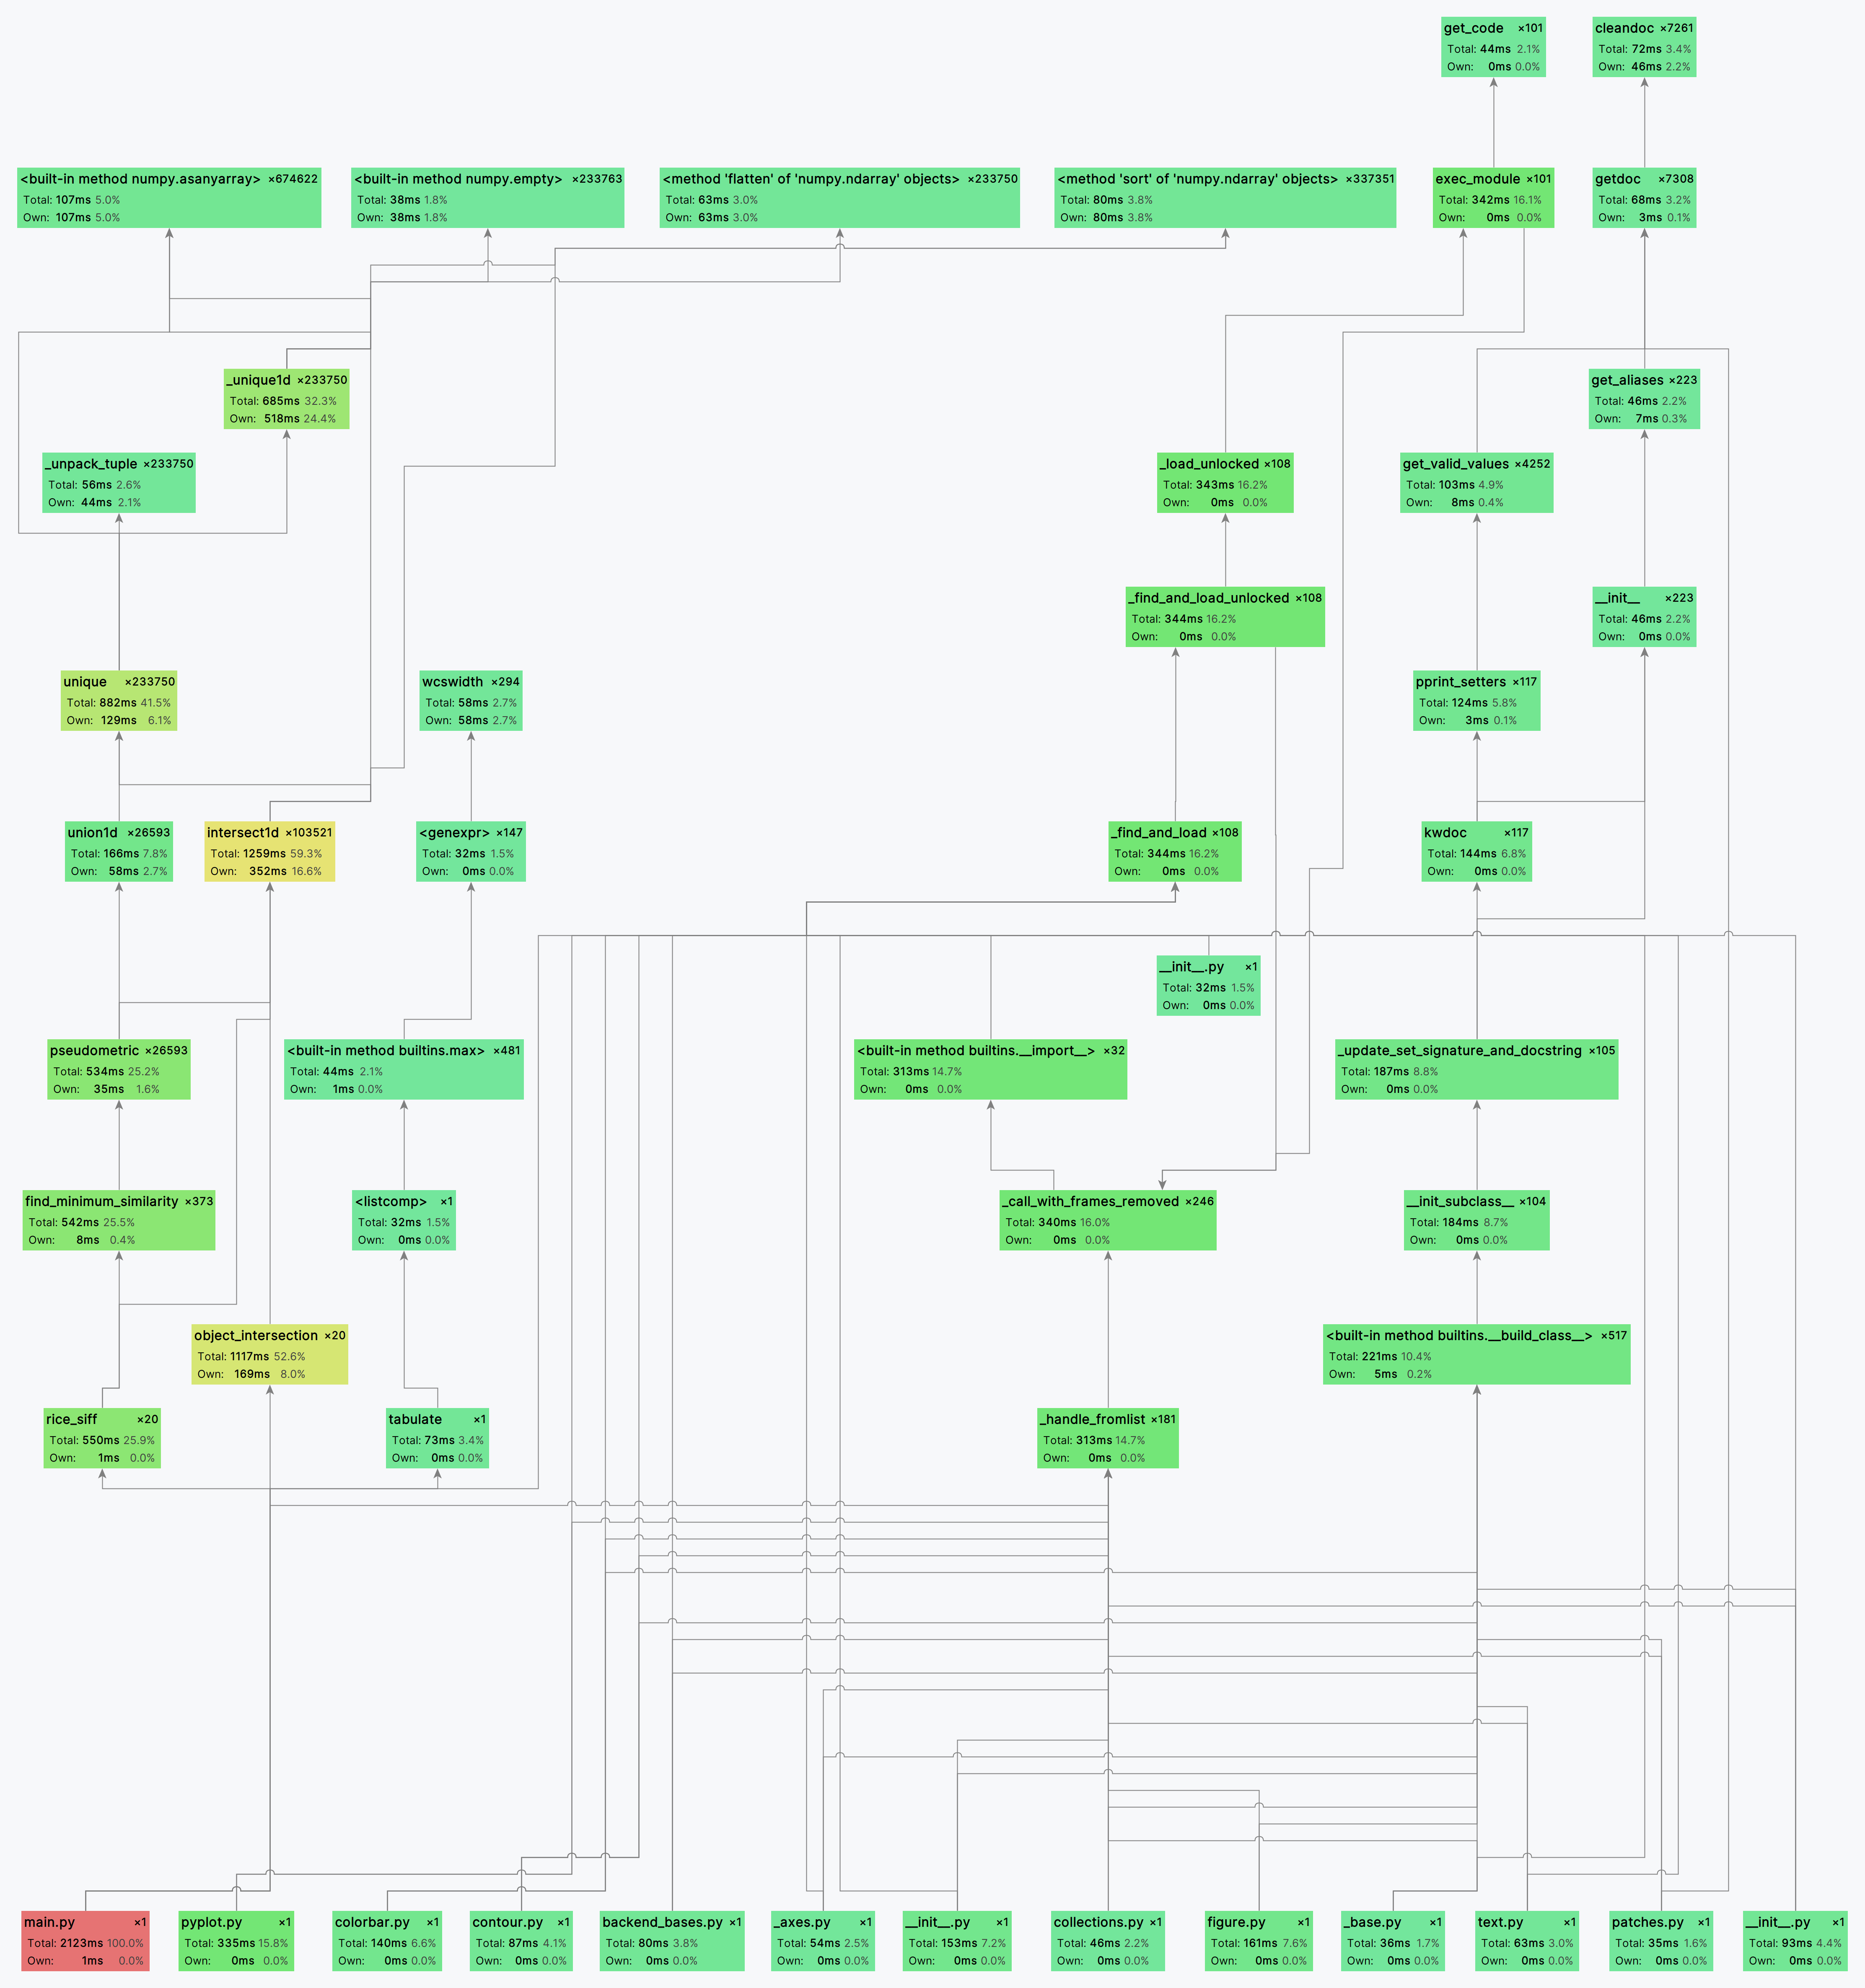 get_code ×101
Total: 44ms 2.1%
Own: 0ms 0.0%
cleandoc ×7261
Total: 72ms 3.4%
Own: 46ms 2.2%
<built-in method numpy.asanyarray> ×674622
Total: 107ms 5.0%
Own: 107ms 5.0%
<built-in method numpy.empty> ×233763
Total: 38ms 1.8%
Own: 38ms 1.8%
<method 'flatten' of 'numpy.ndarray' objects> ×233750
Total: 63ms 3.0%
Own: 63ms 3.0%
<method 'sort' of 'numpy.ndarray' objects> ×337351
Total: 80ms 3.8%
Own: 80ms 3.8%
exec_module ×101
Total: 342ms 16.1%
Own: 0ms 0.0%
getdoc ×7308
Total: 68ms 3.2%
Own: 3ms 0.1%
_unique1d ×233750
Total: 685ms 32.3%
Own: 518ms 24.4%
get_aliases ×223
Total: 46ms 2.2%
Own: 7ms 0.3%
_unpack_tuple ×233750
Total: 56ms 2.6%
Own: 44ms 2.1%
_load_unlocked ×108
Total: 343ms 16.2%
Own: 0ms 0.0%
get_valid_values ×4252
Total: 103ms 4.9%
Own: 8ms 0.4%
_find_and_load_unlocked ×108
Total: 344ms 16.2%
Own: 0ms 0.0%
__init__ ×223
Total: 46ms 2.2%
Own: 0ms 0.0%
unique ×233750
Total: 882ms 41.5%
Own: 129ms 6.1%
wcswidth ×294
Total: 58ms 2.7%
Own: 58ms 2.7%
pprint_setters ×117
Total: 124ms 5.8%
Own: 3ms 0.1%
union1d ×26593
Total: 166ms 7.8%
Own: 58ms 2.7%
intersect1d ×103521
Total: 1259ms 59.3%
Own: 352ms 16.6%
<genexpr> ×147
Total: 32ms 1.5%
Own: 0ms 0.0%
_find_and_load ×108
Total: 344ms 16.2%
Own: 0ms 0.0%
kwdoc ×117
Total: 144ms 6.8%
Own: 0ms 0.0%
__init__.py ×1
Total: 32ms 1.5%
Own: 0ms 0.0%
pseudometric ×26593
Total: 534ms 25.2%
Own: 35ms 1.6%
<built-in method builtins.max> ×481
Total: 44ms 2.1%
Own: 1ms 0.0%
<built-in method builtins.__import__> ×32
Total: 313ms 14.7%
Own: 0ms 0.0%
_update_set_signature_and_docstring ×105
Total: 187ms 8.8%
Own: 0ms 0.0%
find_minimum_similarity ×373
Total: 542ms 25.5%
Own: 8ms 0.4%
<listcomp> ×1
Total: 32ms 1.5%
Own: 0ms 0.0%
_call_with_frames_removed ×246
Total: 340ms 16.0%
Own: 0ms 0.0%
__init_subclass__ ×104
Total: 184ms 8.7%
Own: 0ms 0.0%
object_intersection ×20
Total: 1117ms 52.6%
Own: 169ms 8.0%
<built-in method builtins.__build_class__> ×517
Total: 221ms 10.4%
Own: 5ms 0.2%
rice_siff ×20
Total: 550ms 25.9%
Own: 1ms 0.0%
tabulate ×1
Total: 73ms 3.4%
Own: 0ms 0.0%
_handle_fromlist ×181
Total: 313ms 14.7%
Own: 0ms 0.0%
main.py ×1
Total: 2123ms 100.0%
Own: 1ms 0.0%
pyplot.py ×1
Total: 335ms 15.8%
Own: 0ms 0.0%
colorbar.py ×1
Total: 140ms 6.6%
Own: 0ms 0.0%
contour.py ×1
Total: 87ms 4.1%
Own: 0ms 0.0%
backend_bases.py ×1
Total: 80ms 3.8%
Own: 0ms 0.0%
_axes.py ×1
Total: 54ms 2.5%
Own: 0ms 0.0%
__init__.py ×1
Total: 153ms 7.2%
Own: 0ms 0.0%
collections.py ×1
Total: 46ms 2.2%
Own: 0ms 0.0%
figure.py ×1
Total: 161ms 7.6%
Own: 0ms 0.0%
_base.py ×1
Total: 36ms 1.7%
Own: 0ms 0.0%
text.py ×1
Total: 63ms 3.0%
Own: 0ms 0.0%
patches.py ×1
Total: 35ms 1.6%
Own: 0ms 0.0%
__init__.py ×1
Total: 93ms 4.4%
Own: 0ms 0.0%